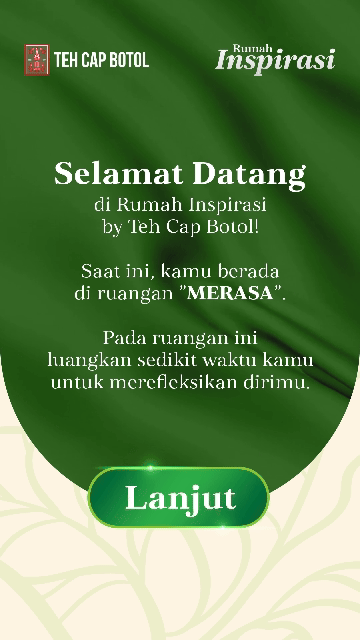 TEH CAP BOTOL
Rumah
Inspirasi
Selamat Datang
di Rumah Inspirasi
by Teh Cap Botol!
Saat ini, kamu berada
di ruangan "MERASA".
Pada ruangan ini
luangkan sedikit waktu kamu
untuk merefleksikan dirimu.
Lanjut